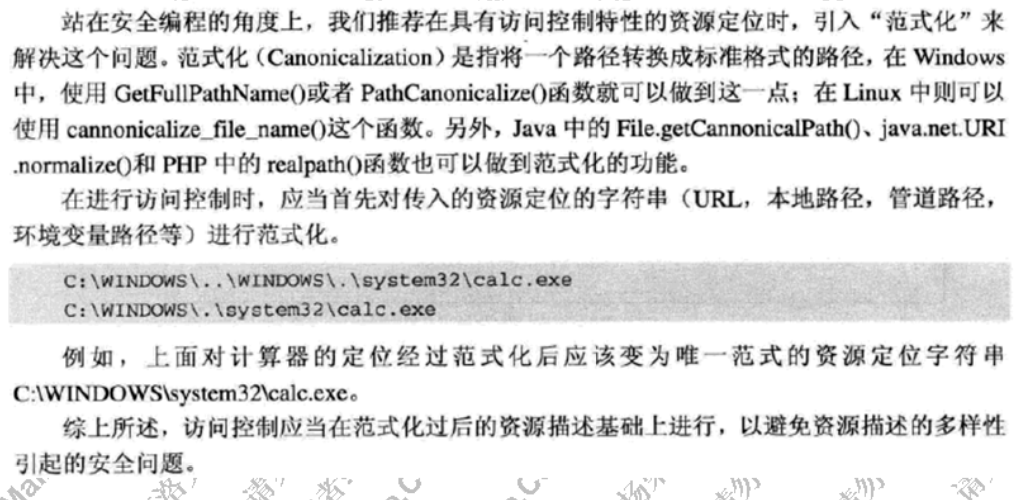 站在安全编程的角度上，我们推荐在具有访问控制特性的资源定位时，引入“范式化”来
解决这个问题。范式化（Canonicalization）是指将一个路径转换成标准格式的路径，在 Windows
中，使用 GetFullPathName()或者 PathCanonicalize()函数就可以做到这一点；在 Linux 中则可以
使用 cannonicalize_file_name()这个函数。另外，Java 中的 File.getCannonicalPath()、java.net.URI
.normalize()和 PHP 中的 realpath()函数也可以做到范式化的功能。
在进行访问控制时，应当首先对传入的资源定位的字符串（URL，本地路径，管道路径，
环境变量路径等）进行范式化。
C:\WINDOWS\..\WINDOWS\.\system32\calc.exe
C:\WINDOWS\.\system32\calc.exe
例如，上面对计算器的定位经过范式化后应该变为唯一范式的资源定位字符串
C:\WINDOWS\system32\calc.exe。
综上所述，访问控制应当在范式化过后的资源描述基础上进行，以避免资源描述的多样性
引起的安全问题。